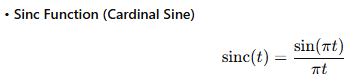 • Sinc Function (Cardinal Sine)
sinc(t) = sin(πt) / πt